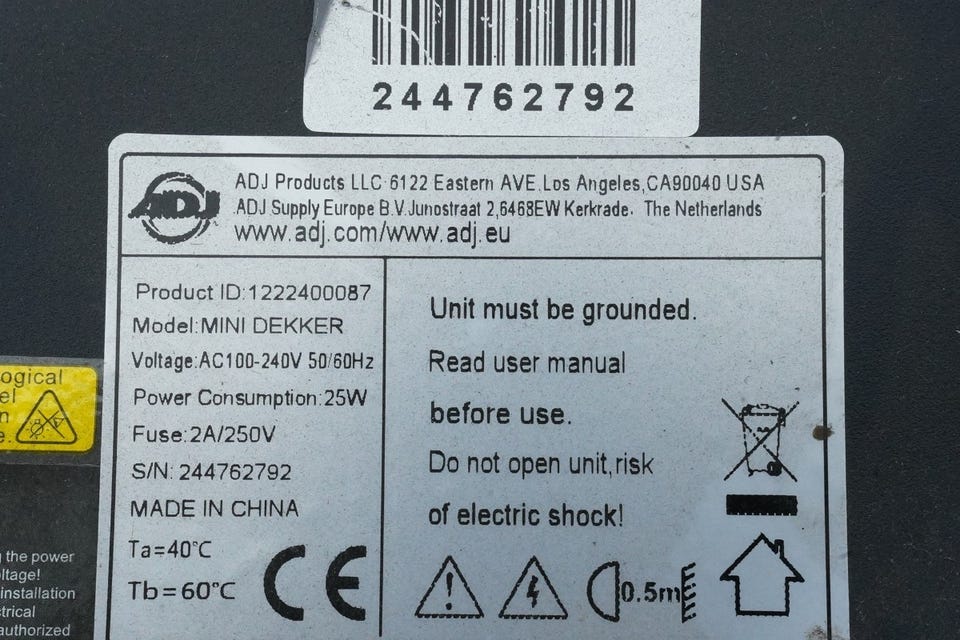 244762792
ADJ
ADJ Products LLC 6122 Eastern AVE. Los Angeles, CA90040 USA
ADJ Supply Europe B.V. Junostraat 2,6468EW Kerkrade. The Netherlands
www.adj.com/www.adj.eu
Product ID:1222400087
Model:MINI DEKKER
Voltage:AC100-240V 50/60Hz
Power Consumption:25W
Fuse:2A/250V
S/N: 244762792
MADE IN CHINA
Ta=40°C
Tb=60°C
CE
Unit must be grounded.
Read user manual
before use.
Do not open unit,risk
of electric shock!
0.5m
ogical
el
n
e.
the power
ltage!
installation
trical
authorized